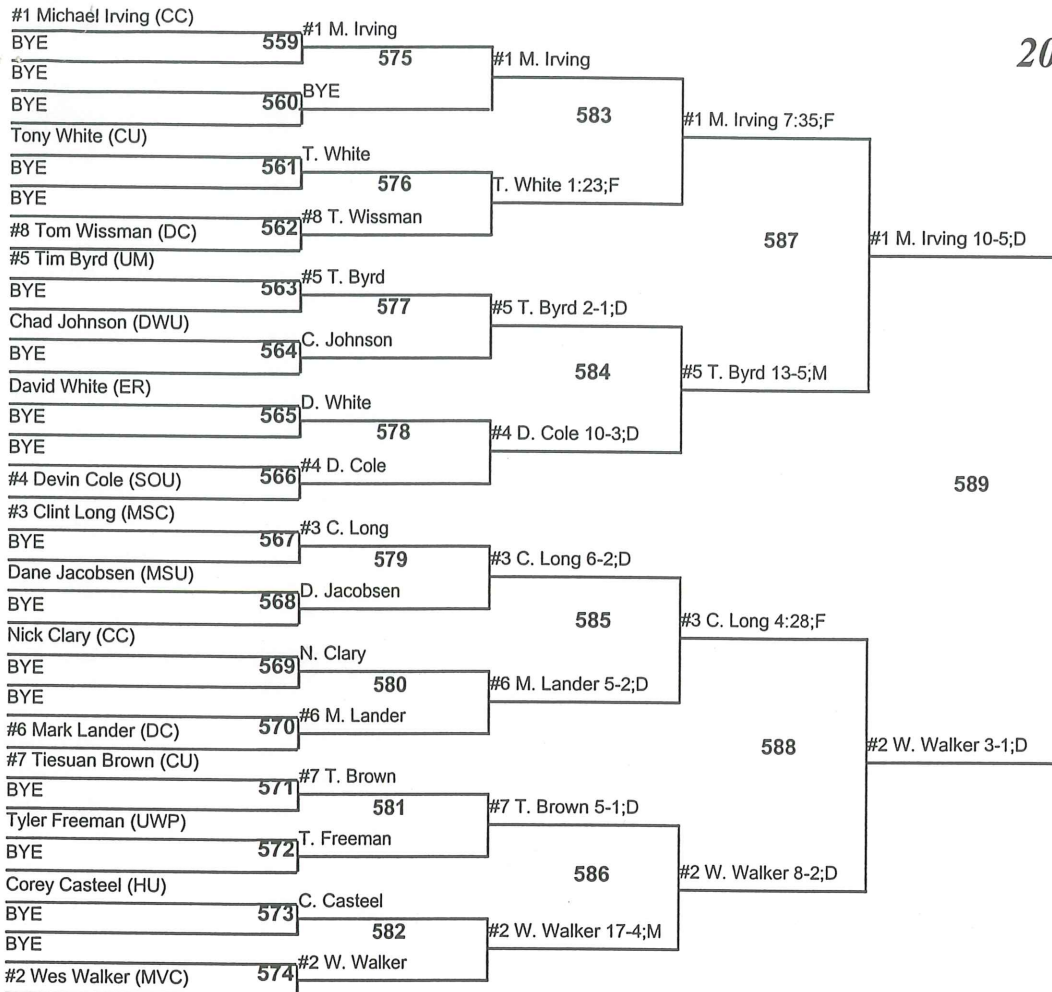 #1 Michael Irving (CC)
BYE
559
BYE
BYE
560
Tony White (CU)
BYE
561
BYE
#8 Tom Wissman (DC)
562
#5 Tim Byrd (UM)
BYE
563
Chad Johnson (DWU)
BYE
564
David White (ER)
BYE
565
BYE
#4 Devin Cole (SOU)
566
#3 Clint Long (MSC)
BYE
567
Dane Jacobsen (MSU)
BYE
568
Nick Clary (CC)
BYE
569
BYE
#6 Mark Lander (DC)
570
#7 Tiesuan Brown (CU)
BYE
571
Tyler Freeman (UWP)
BYE
572
Corey Casteel (HU)
BYE
573
BYE
#2 Wes Walker (MVC)
574
#1 M. Irving
575
BYE
T. White
576
#8 T. Wissman
#5 T. Byrd
577
C. Johnson
D. White
578
#4 D. Cole
#3 C. Long
579
D. Jacobsen
N. Clary
580
#6 M. Lander
#7 T. Brown
581
T. Freeman
C. Casteel
582
#2 W. Walker
#1 M. Irving
583
T. White 1:23;F
#5 T. Byrd 2-1;D
584
#4 D. Cole 10-3;D
#3 C. Long 6-2;D
585
#6 M. Lander 5-2;D
#7 T. Brown 5-1;D
586
#2 W. Walker 17-4;M
#1 M. Irving 7:35;F
587
#5 T. Byrd 13-5;M
#3 C. Long 4:28;F
588
#2 W. Walker 8-2;D
#1 M. Irving 10-5;D
589
#2 W. Walker 3-1;D
20